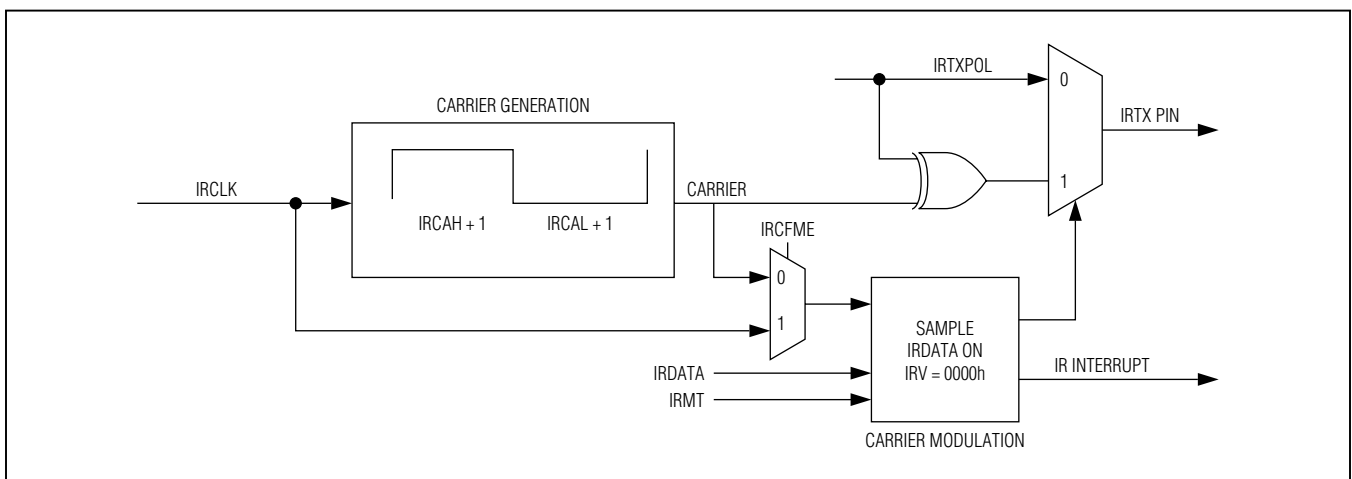 IRTXPOL
0
CARRIER GENERATION
IRTX PIN
IRCLK
CARRIER
1
IRCAH + 1
IRCAL + 1
IRCFME
0
1
SAMPLE
IRDATA ON
IRV = 0000h
IRDATA
IR INTERRUPT
IRMT
CARRIER MODULATION